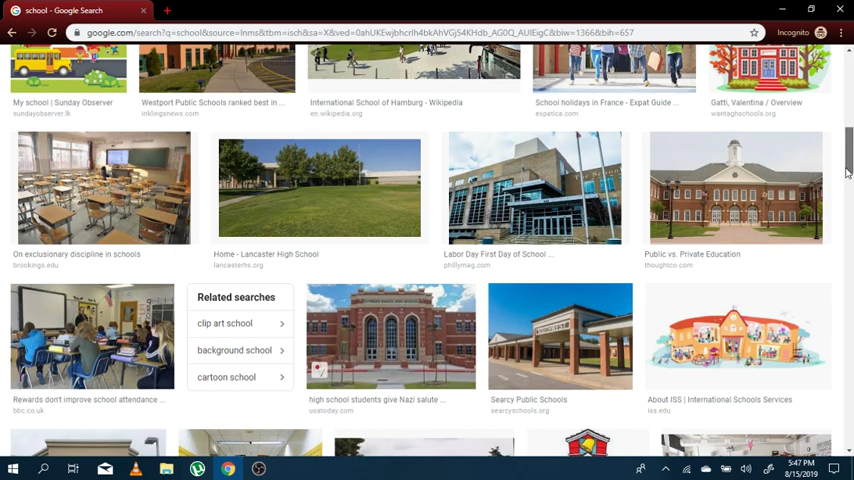 school - Google Search
google.com/search?q=school&source=lnms&tbm=isch&sa=X&ved=0ahUKEwjbhcrlh4bkAhVGjS4KHdb_AG0Q_AUIEigC&biw=1366&bih=657
Incognito
My school | Sunday Observer
sundayobserver.lk
Westport Public Schools ranked best in ...
inklingsnews.com
International School of Hamburg - Wikipedia
en.wikipedia.org
School holidays in France - Expat Guide ...
expatica.com
Gatti, Valentina / Overview
wantaghschools.org
On exclusionary discipline in schools
brookings.edu
Home - Lancaster High School
lancasterhs.org
Labor Day First Day of School ...
phillymag.com
Public vs. Private Education
thoughtco.com
Related searches
clip art school
background school
cartoon school
Rewards don't improve school attendance ...
bbc.co.uk
high school students give Nazi salute ...
usatoday.com
Searcy Public Schools
searcyschools.org
About ISS | International Schools Services
iss.edu
5:47 PM
8/15/2019